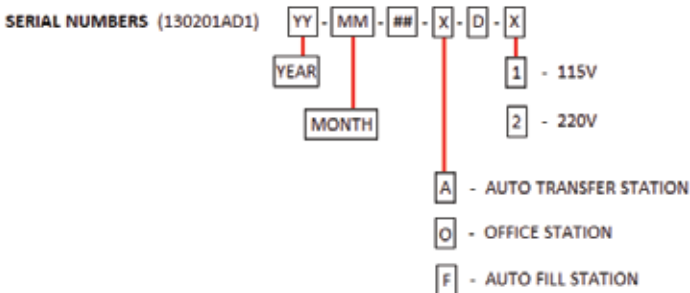 SERIAL NUMBERS (130201AD1) YY - MM - ## - X - D - X
YEAR 1 - 115V
MONTH 2 - 220V
A - AUTO TRANSFER STATION
O - OFFICE STATION
F - AUTO FILL STATION